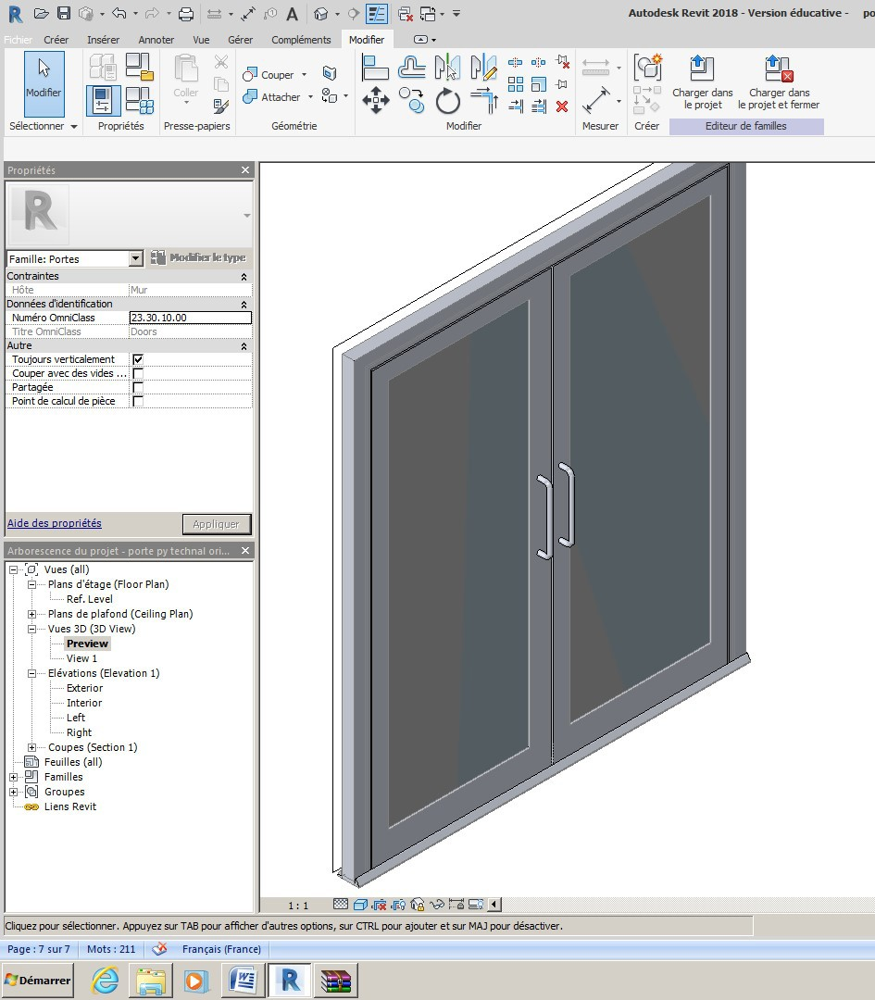 Autodesk Revit 2018 - Version éducative - po
Fichier Créer Insérer Annoter Vue Gérer Compléments Modifier
Modifier
Coller
Couper
Attacher
Charger dans le projet
Charger dans le projet et fermer
Sélectionner Propriétés Presse-papiers Géométrie Modifier Mesurer Créer Editeur de familles
Propriétés
R
Famille: Portes Modifier le type
Contraintes
Hôte Mur
Données d'identification
Numéro OmniClass 23.30.10.00
Titre OmniClass Doors
Autre
Toujours verticalement
Couper avec des vides ...
Partagée
Point de calcul de pièce
Aide des propriétés Appliquer
Arborescence du projet - porte py technal ori...
Vues (all)
Plans d'étage (Floor Plan)
Ref. Level
Plans de plafond (Ceiling Plan)
Vues 3D (3D View)
Preview
View 1
Elévations (Elevation 1)
Exterior
Interior
Left
Right
Coupes (Section 1)
Feuilles (all)
Familles
Groupes
Liens Revit
1 : 1
Cliquez pour sélectionner. Appuyez sur TAB pour afficher d'autres options, sur CTRL pour ajouter et sur MAJ pour désactiver.
Page : 7 sur 7 Mots : 211 Français (France)
Démarrer